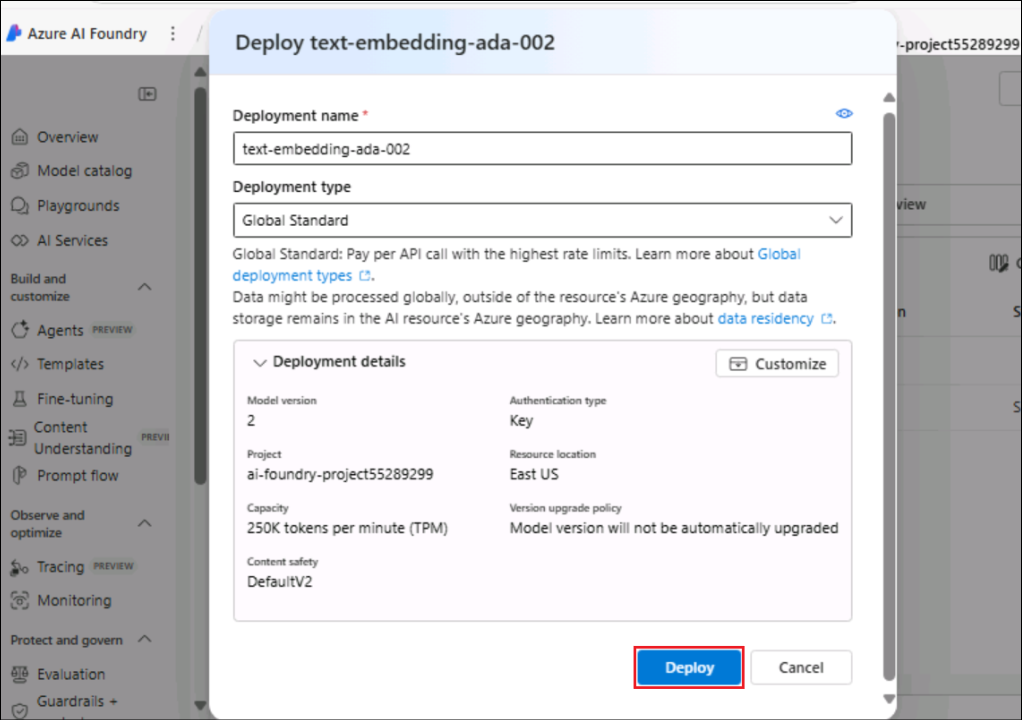 Azure AI Foundry
/
Deploy text-embedding-ada-002
-project55289299
Overview
Model catalog
Playgrounds
AI Services
Build and
customize
Agents PREVIEW
Templates
Fine-tuning
Content
Understanding PREVI
Prompt flow
Observe and
optimize
Tracing PREVIEW
Monitoring
Protect and govern
Evaluation
Guardrails +
Deployment name *
text-embedding-ada-002
Deployment type
Global Standard
Global Standard: Pay per API call with the highest rate limits. Learn more about Global
deployment types.
Data might be processed globally, outside of the resource's Azure geography, but data
storage remains in the AI resource's Azure geography. Learn more about data residency.
Deployment details
Customize
Model version
2
Authentication type
Key
Project
ai-foundry-project55289299
Resource location
East US
Capacity
250K tokens per minute (TPM)
Version upgrade policy
Model version will not be automatically upgraded
Content safety
DefaultV2
Deploy
Cancel
view
n
S
S